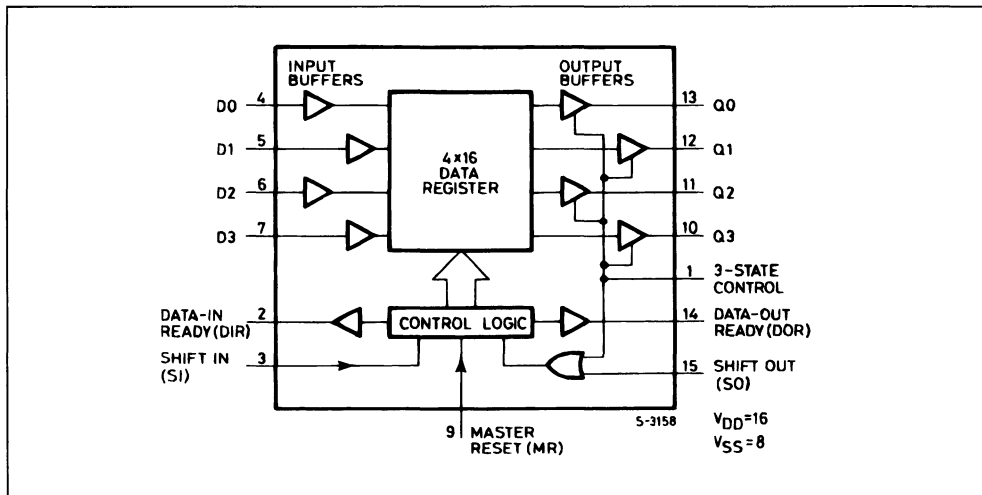 INPUT BUFFERS
OUTPUT BUFFERS
D0 4
13 Q0
D1 5
12 Q1
4x16 DATA REGISTER
D2 6
11 Q2
D3 7
10 Q3
1 3-STATE CONTROL
DATA-IN READY(DIR) 2
CONTROL LOGIC
14 DATA-OUT READY(DOR)
SHIFT IN (SI) 3
15 SHIFT OUT (SO)
S-3158
9 MASTER RESET(MR)
VDD=16
VSS=8